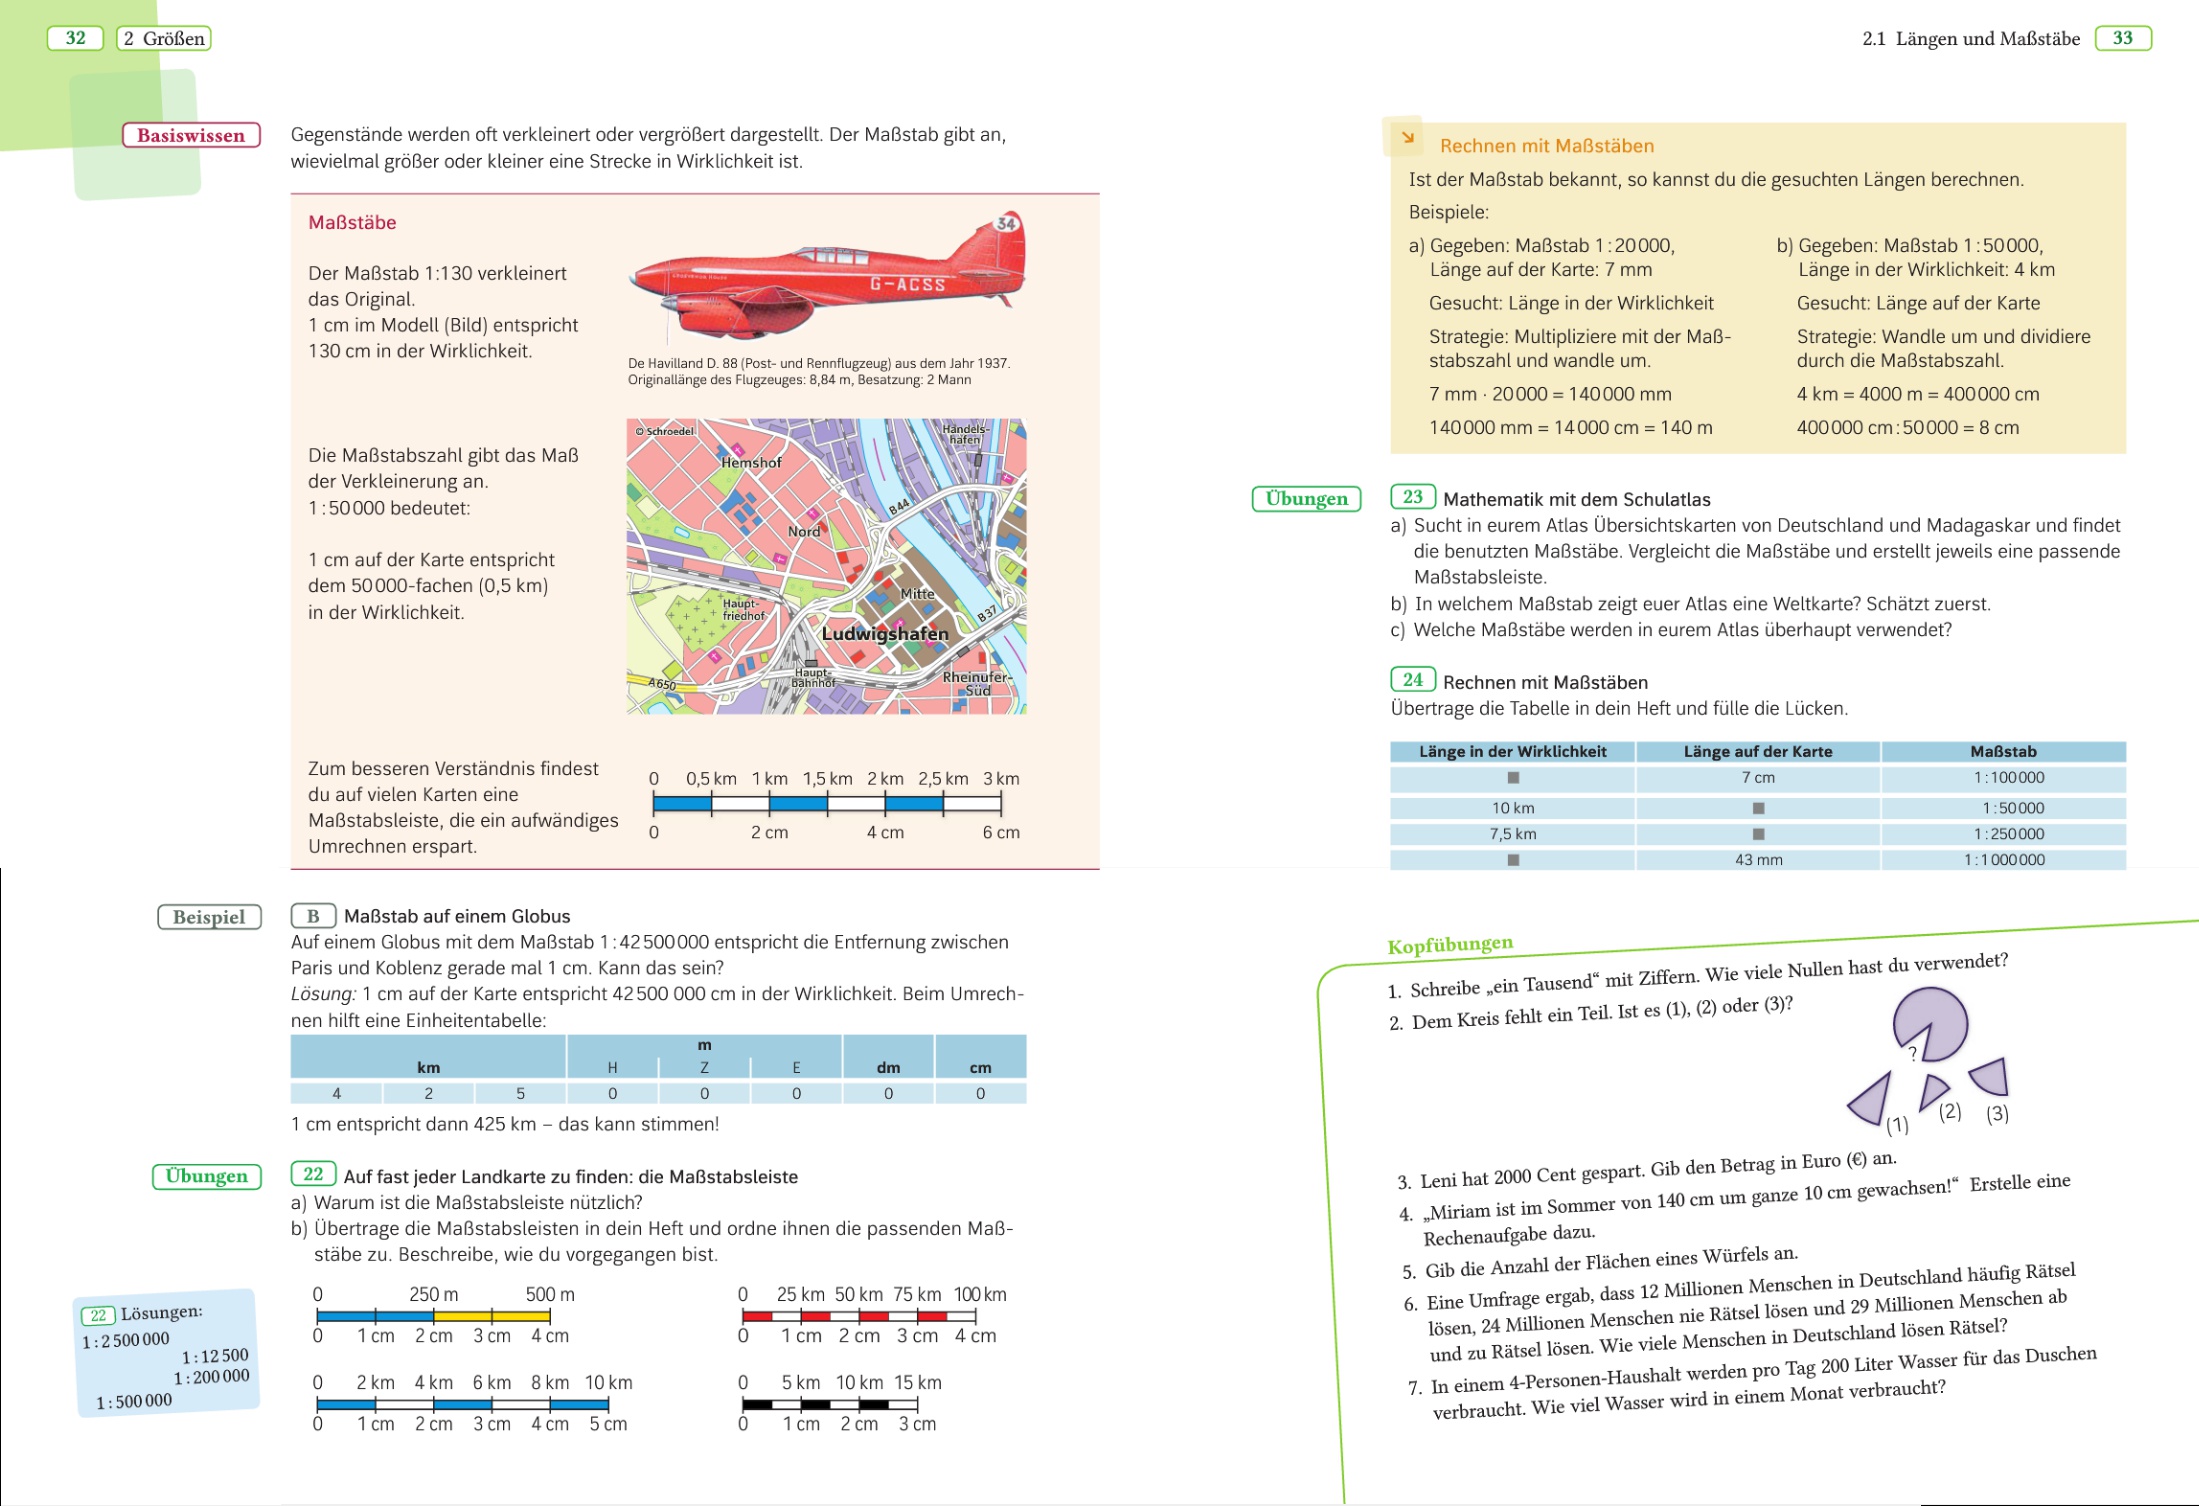 32 2 Größen
Basiswissen
Gegenstände werden oft verkleinert oder vergrößert dargestellt. Der Maßstab gibt an,
wievielmal größer oder kleiner eine Strecke in Wirklichkeit ist.
Maßstäbe
Der Maßstab 1:130 verkleinert
das Original.
1 cm im Modell (Bild) entspricht
130 cm in der Wirklichkeit.
34
G-ACSS
De Havilland D. 88 (Post- und Rennflugzeug) aus dem Jahr 1937.
Originallänge des Flugzeuges: 8,84 m, Besatzung: 2 Mann
Die Maßstabszahl gibt das Maß
der Verkleinerung an.
1:50 000 bedeutet:
1 cm auf der Karte entspricht
dem 50 000-fachen (0,5 km)
in der Wirklichkeit.
© Schroedel
Handels-
hafen
Hemshof
B44
Nord
Mitte
Haupt-
friedhof
B37
Ludwigshafen
Haupt-
bahnhof
A650
Rheinufer-
Süd
Zum besseren Verständnis findest
du auf vielen Karten eine
Maßstabsleiste, die ein aufwändiges
Umrechnen erspart.
0 0,5 km 1 km 1,5 km 2 km 2,5 km 3 km
0 2 cm 4 cm 6 cm
Beispiel
B Maßstab auf einem Globus
Auf einem Globus mit dem Maßstab 1:42 500 000 entspricht die Entfernung zwischen
Paris und Koblenz gerade mal 1 cm. Kann das sein?
Lösung: 1 cm auf der Karte entspricht 42 500 000 cm in der Wirklichkeit. Beim Umrech-
nen hilft eine Einheitentabelle:
m
km H Z E dm cm
4 2 5 0 0 0 0 0
1 cm entspricht dann 425 km – das kann stimmen!
Übungen
22 Auf fast jeder Landkarte zu finden: die Maßstabsleiste
a) Warum ist die Maßstabsleiste nützlich?
b) Übertrage die Maßstabsleisten in dein Heft und ordne ihnen die passenden Maß-
stäbe zu. Beschreibe, wie du vorgegangen bist.
0 250 m 500 m
0 1 cm 2 cm 3 cm 4 cm
0 25 km 50 km 75 km 100 km
0 1 cm 2 cm 3 cm 4 cm
0 2 km 4 km 6 km 8 km 10 km
0 1 cm 2 cm 3 cm 4 cm 5 cm
0 5 km 10 km 15 km
0 1 cm 2 cm 3 cm
22 Lösungen:
1:2 500 000
1:12 500
1:200 000
1:500 000
2.1 Längen und Maßstäbe 33
Rechnen mit Maßstäben
Ist der Maßstab bekannt, so kannst du die gesuchten Längen berechnen.
Beispiele:
a) Gegeben: Maßstab 1:20 000,
Länge auf der Karte: 7 mm
Gesucht: Länge in der Wirklichkeit
Strategie: Multipliziere mit der Maß-
stabszahl und wandle um.
7 mm · 20 000 = 140 000 mm
140 000 mm = 14 000 cm = 140 m
b) Gegeben: Maßstab 1:50 000,
Länge in der Wirklichkeit: 4 km
Gesucht: Länge auf der Karte
Strategie: Wandle um und dividiere
durch die Maßstabszahl.
4 km = 4000 m = 400 000 cm
400 000 cm : 50 000 = 8 cm
Übungen
23 Mathematik mit dem Schulatlas
a) Sucht in eurem Atlas Übersichtskarten von Deutschland und Madagaskar und findet
die benutzten Maßstäbe. Vergleicht die Maßstäbe und erstellt jeweils eine passende
Maßstabsleiste.
b) In welchem Maßstab zeigt euer Atlas eine Weltkarte? Schätzt zuerst.
c) Welche Maßstäbe werden in eurem Atlas überhaupt verwendet?
24 Rechnen mit Maßstäben
Übertrage die Tabelle in dein Heft und fülle die Lücken.
Länge in der Wirklichkeit Länge auf der Karte Maßstab
■ 7 cm 1:100 000
10 km ■ 1:50 000
7,5 km ■ 1:250 000
■ 43 mm 1:1 000 000
Kopfübungen
1. Schreibe „ein Tausend“ mit Ziffern. Wie viele Nullen hast du verwendet?
2. Dem Kreis fehlt ein Teil. Ist es (1), (2) oder (3)?
?
(1) (2) (3)
3. Leni hat 2000 Cent gespart. Gib den Betrag in Euro (€) an.
4. „Miriam ist im Sommer von 140 cm um ganze 10 cm gewachsen!“ Erstelle eine
Rechenaufgabe dazu.
5. Gib die Anzahl der Flächen eines Würfels an.
6. Eine Umfrage ergab, dass 12 Millionen Menschen in Deutschland häufig Rätsel
lösen, 24 Millionen Menschen nie Rätsel lösen und 29 Millionen Menschen ab
und zu Rätsel lösen. Wie viele Menschen in Deutschland lösen Rätsel?
7. In einem 4-Personen-Haushalt werden pro Tag 200 Liter Wasser für das Duschen
verbraucht. Wie viel Wasser wird in einem Monat verbraucht?